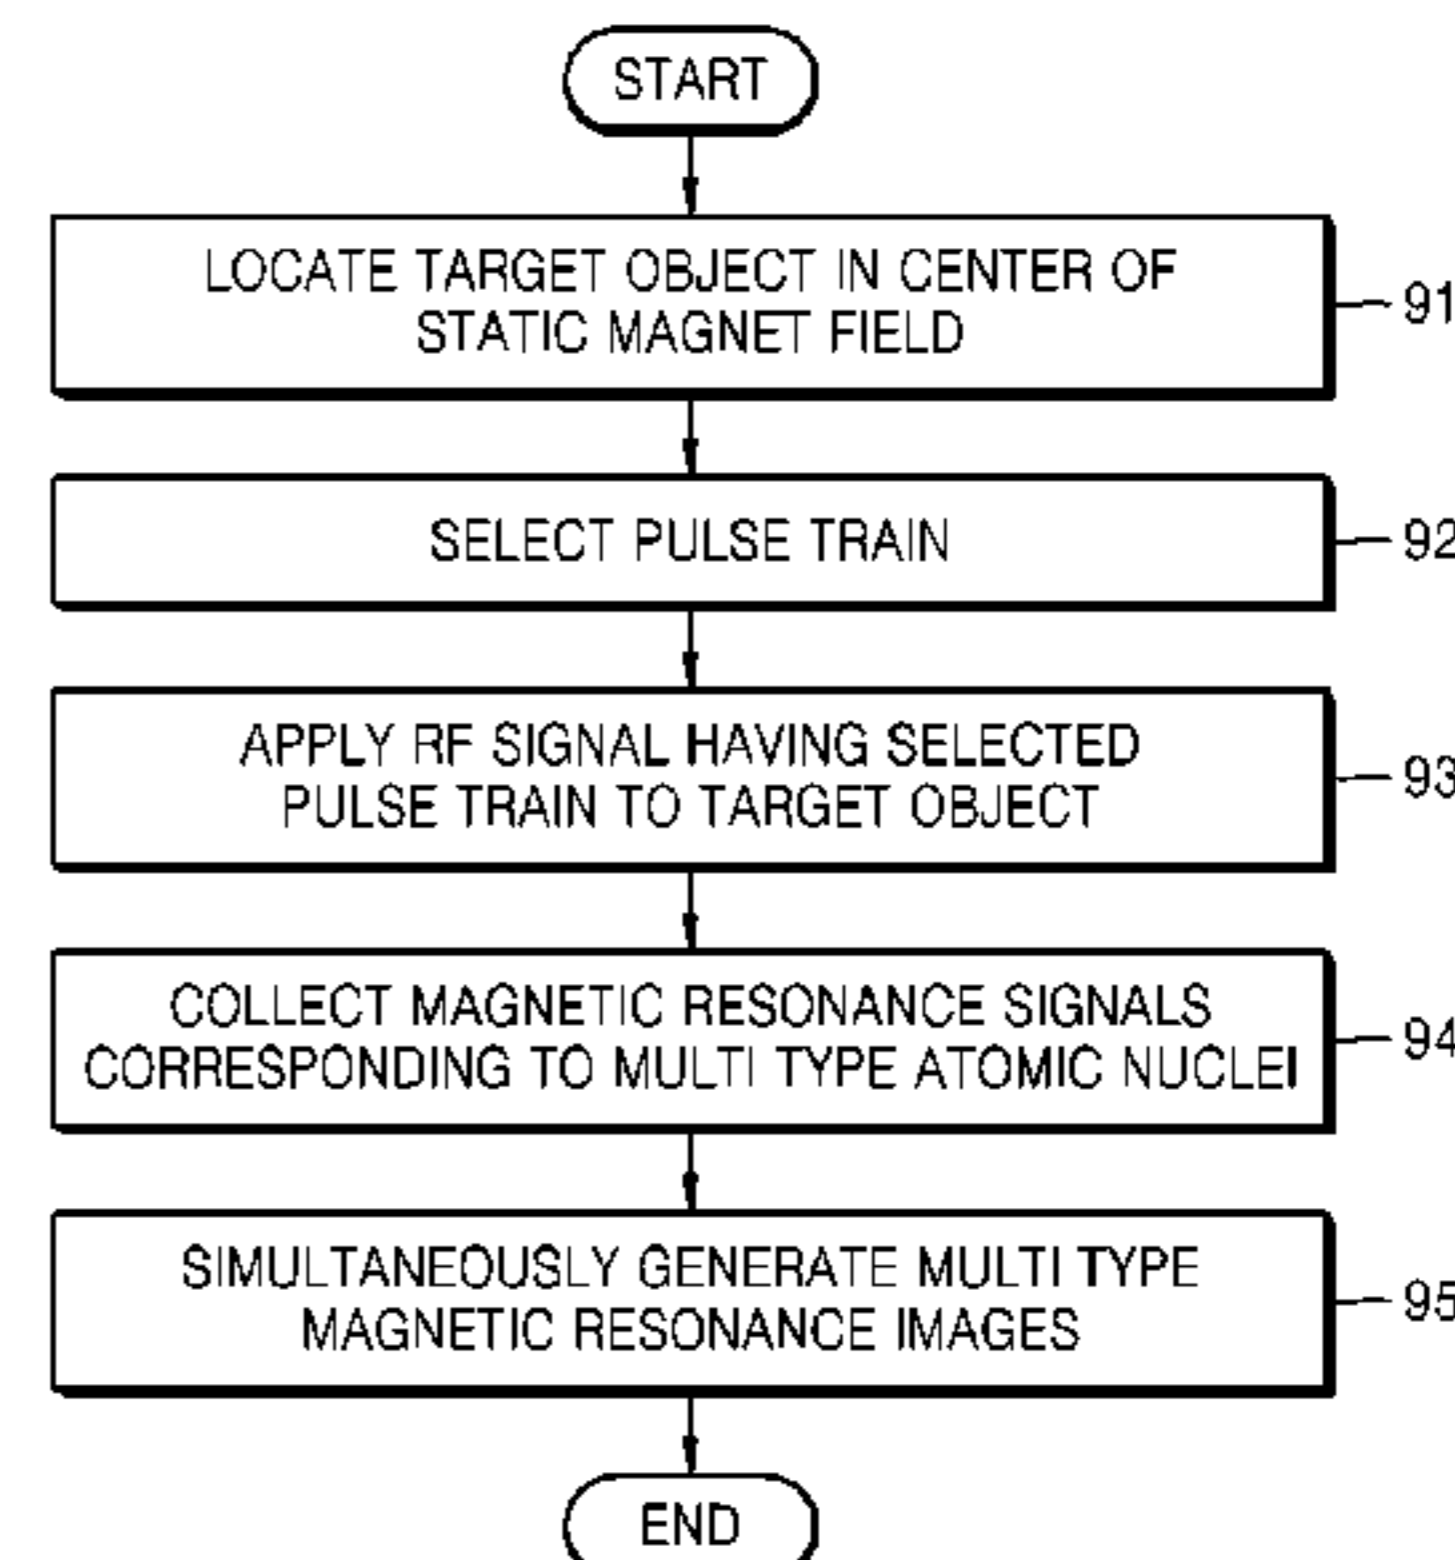 START
LOCATE TARGET OBJECT IN CENTER OF
STATIC MAGNET FIELD
91
SELECT PULSE TRAIN
92
APPLY RF SIGNAL HAVING SELECTED
PULSE TRAIN TO TARGET OBJECT
93
COLLECT MAGNETIC RESONANCE SIGNALS
CORRESPONDING TO MULTI TYPE ATOMIC NUCLEI
94
SIMULTANEOUSLY GENERATE MULTI TYPE
MAGNETIC RESONANCE IMAGES
95
END